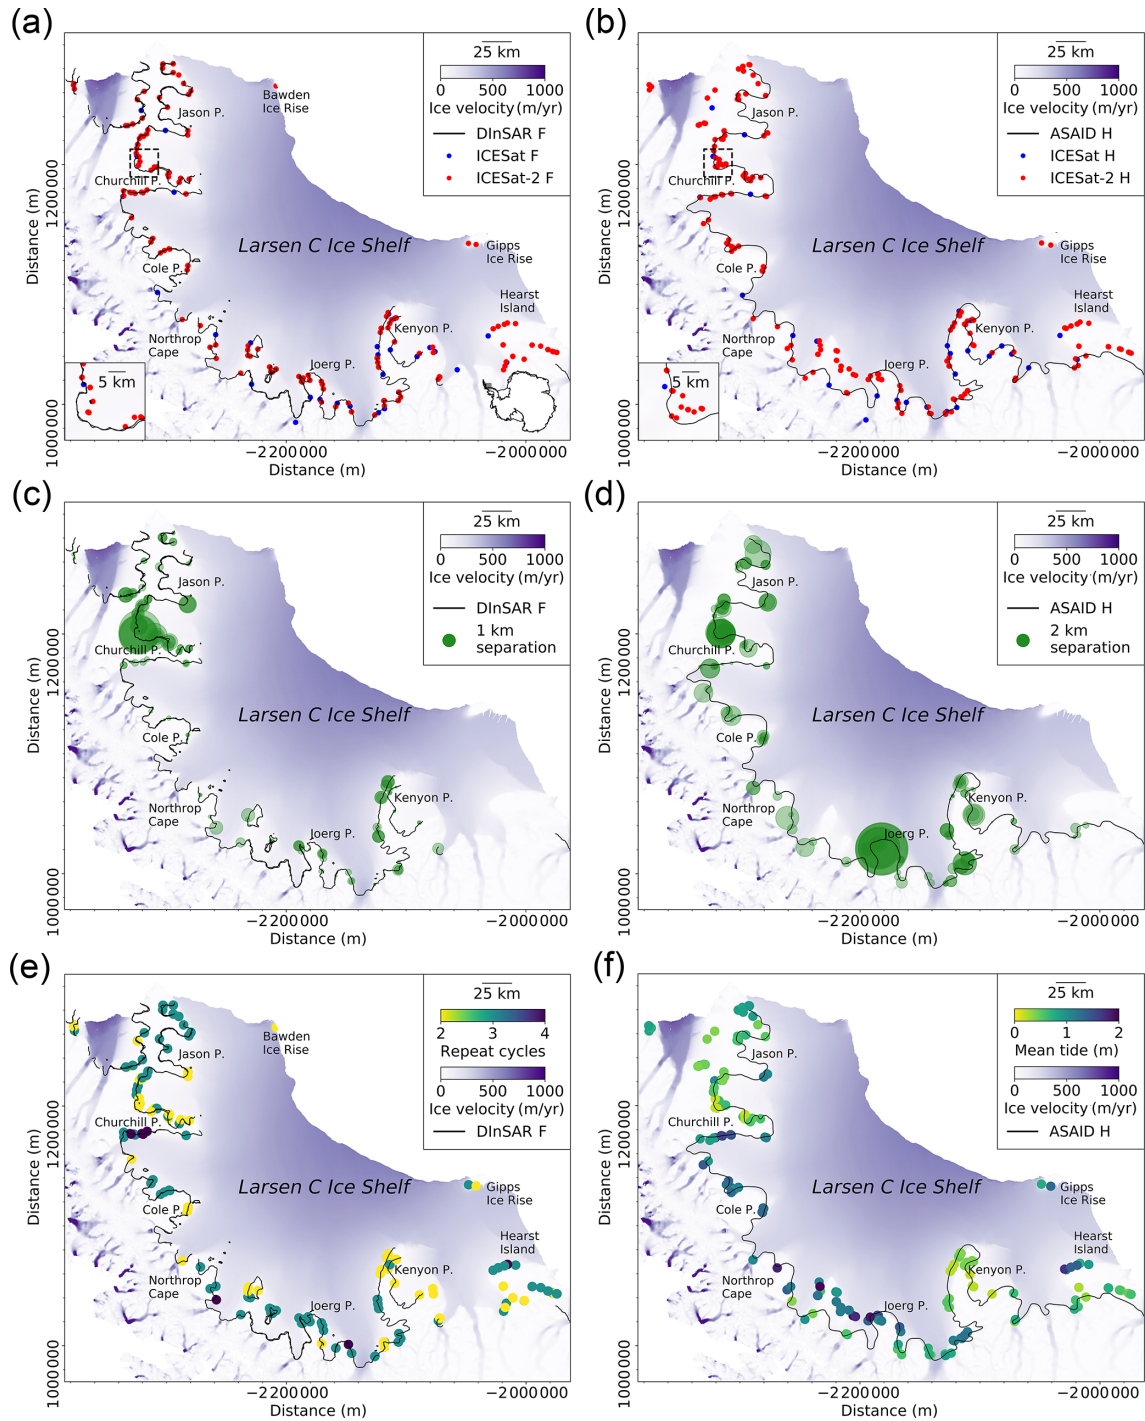 (a)
25 km
0 500 1000
Ice velocity (m/yr)
DInSAR F
ICESat F
ICESat-2 F
Bawden
Ice Rise
Jason P.
Churchill P.
Larsen C Ice Shelf
Gipps
Ice Rise
Cole P.
Hearst
Island
Northrop
Cape
Kenyon P.
Joerg P.
5 km
1200000
1000000
Distance (m)
−2200000 −2000000
Distance (m)
(b)
25 km
0 500 1000
Ice velocity (m/yr)
ASAID H
ICESat H
ICESat-2 H
Jason P.
Churchill P.
Larsen C Ice Shelf
Gipps
Ice Rise
Cole P.
Hearst
Island
Northrop
Cape
Kenyon P.
Joerg P.
5 km
1200000
1000000
Distance (m)
−2200000 −2000000
Distance (m)
(c)
25 km
0 500 1000
Ice velocity (m/yr)
DInSAR F
1 km
separation
Jason P.
Churchill P.
Larsen C Ice Shelf
Cole P.
Northrop
Cape
Kenyon P.
Joerg P.
1200000
1000000
Distance (m)
−2200000 −2000000
Distance (m)
(d)
25 km
0 500 1000
Ice velocity (m/yr)
ASAID H
2 km
separation
Jason P.
Churchill P.
Larsen C Ice Shelf
Cole P.
Northrop
Cape
Kenyon P.
Joerg P.
1200000
1000000
Distance (m)
−2200000 −2000000
Distance (m)
(e)
25 km
2 3 4
Repeat cycles
0 500 1000
Ice velocity (m/yr)
DInSAR F
Bawden
Ice Rise
Jason P.
Churchill P.
Larsen C Ice Shelf
Gipps
Ice Rise
Cole P.
Hearst
Island
Northrop
Cape
Kenyon P.
Joerg P.
1200000
1000000
Distance (m)
−2200000 −2000000
Distance (m)
(f)
25 km
0 1 2
Mean tide (m)
0 500 1000
Ice velocity (m/yr)
ASAID H
Jason P.
Churchill P.
Larsen C Ice Shelf
Gipps
Ice Rise
Cole P.
Hearst
Island
Northrop
Cape
Kenyon P.
Joerg P.
1200000
1000000
Distance (m)
−2200000 −2000000
Distance (m)